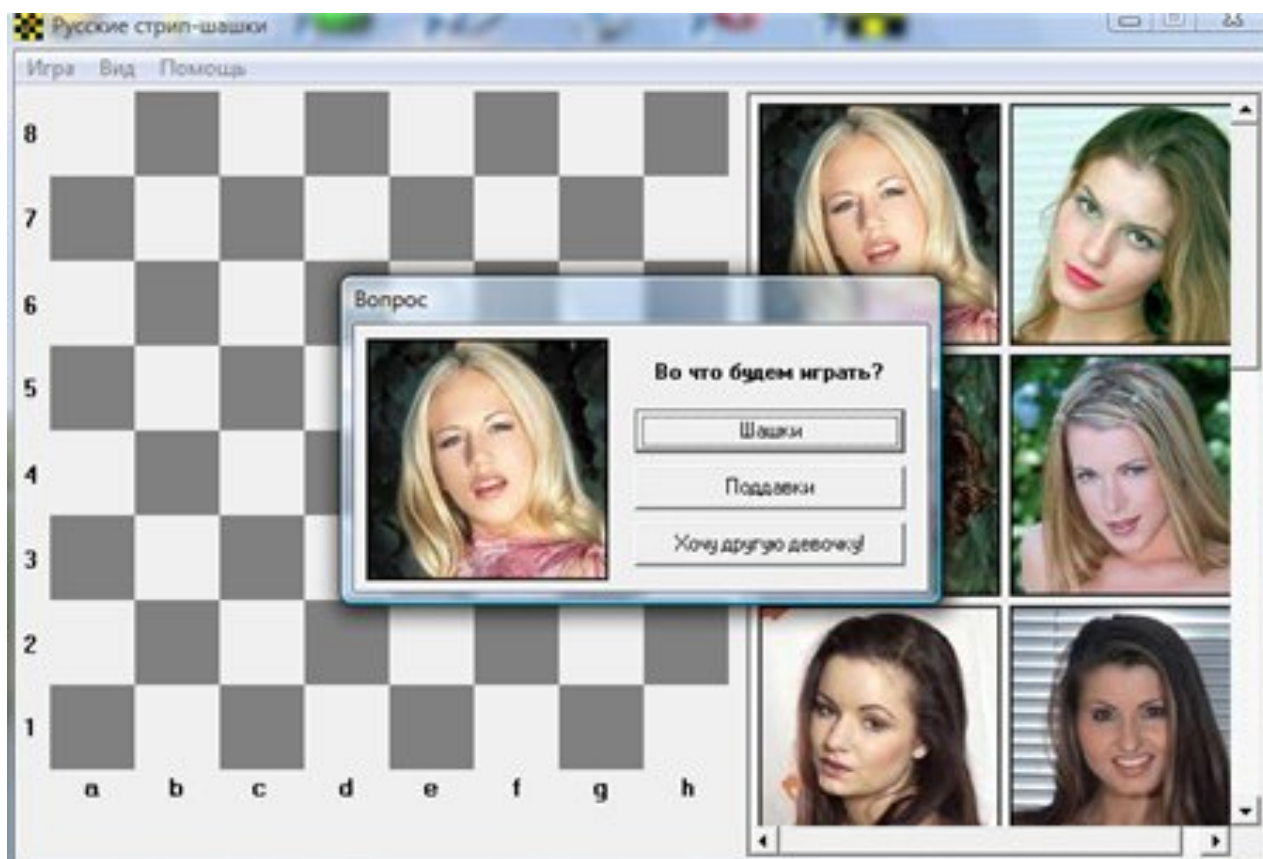 Русские стрип-шашки
Игра Вид Помощь
8
7
6
5
4
3
2
1
a b c d e f g h
Вопрос
Во что будем играть?
Шашки
Поддавки
Хочу другую девочку!